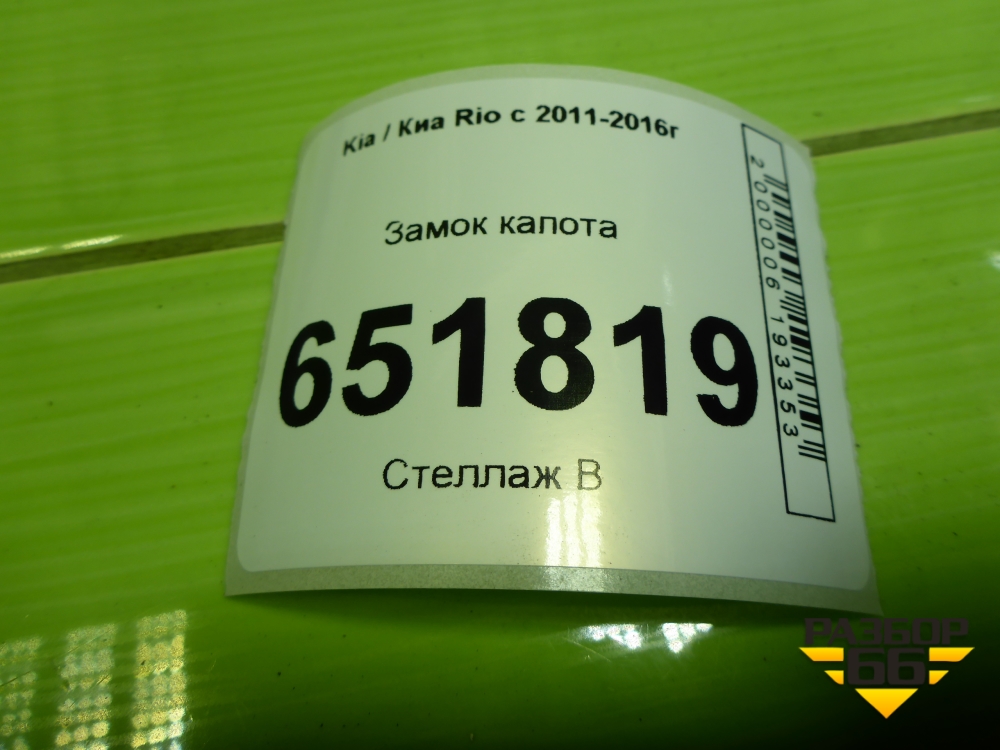 Kia / Киа Rio с 2011-2016г
Замок капота
651819
Стеллаж В
2000006193353
РАЗБОР
66